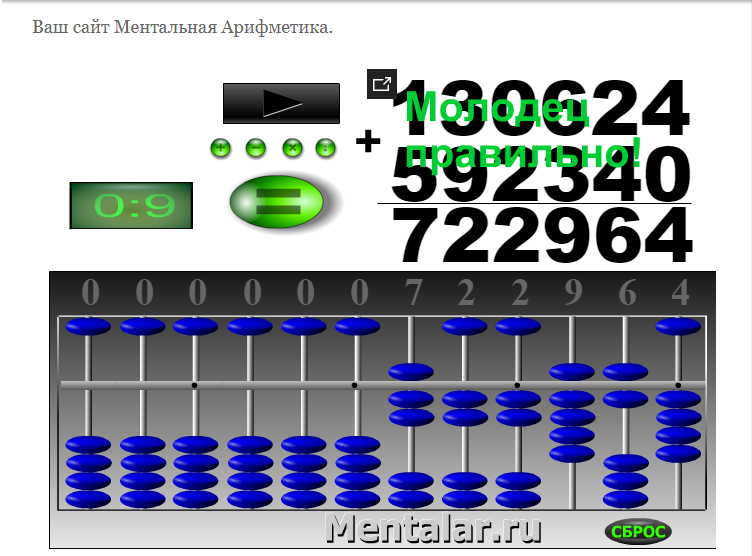 Ваш сайт Ментальная Арифметика.
130624
Молодец
правильно!
+
592340
722964
0:9
0 0 0 0 0 0 7 2 2 9 6 4
Mentalar.ru
СБРОС